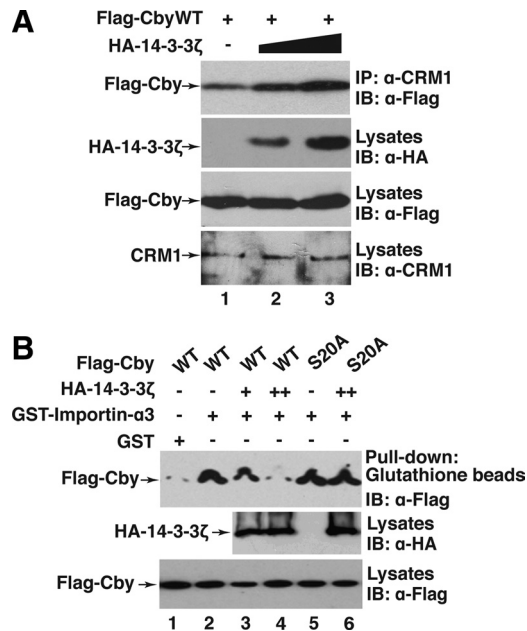 A
Flag-CbyWT + + +
HA-14-3-3ζ -
Flag-Cby IP: α-CRM1
IB: α-Flag
HA-14-3-3ζ Lysates
IB: α-HA
Flag-Cby Lysates
IB: α-Flag
CRM1 Lysates
IB: α-CRM1
1 2 3
B
Flag-Cby WT WT WT WT S20A S20A
HA-14-3-3ζ - - + ++ - ++
GST-Importin-α3 - + + + + +
GST +
Pull-down:
Flag-Cby Glutathione beads
IB: α-Flag
HA-14-3-3ζ Lysates
IB: α-HA
Flag-Cby Lysates
IB: α-Flag
1 2 3 4 5 6